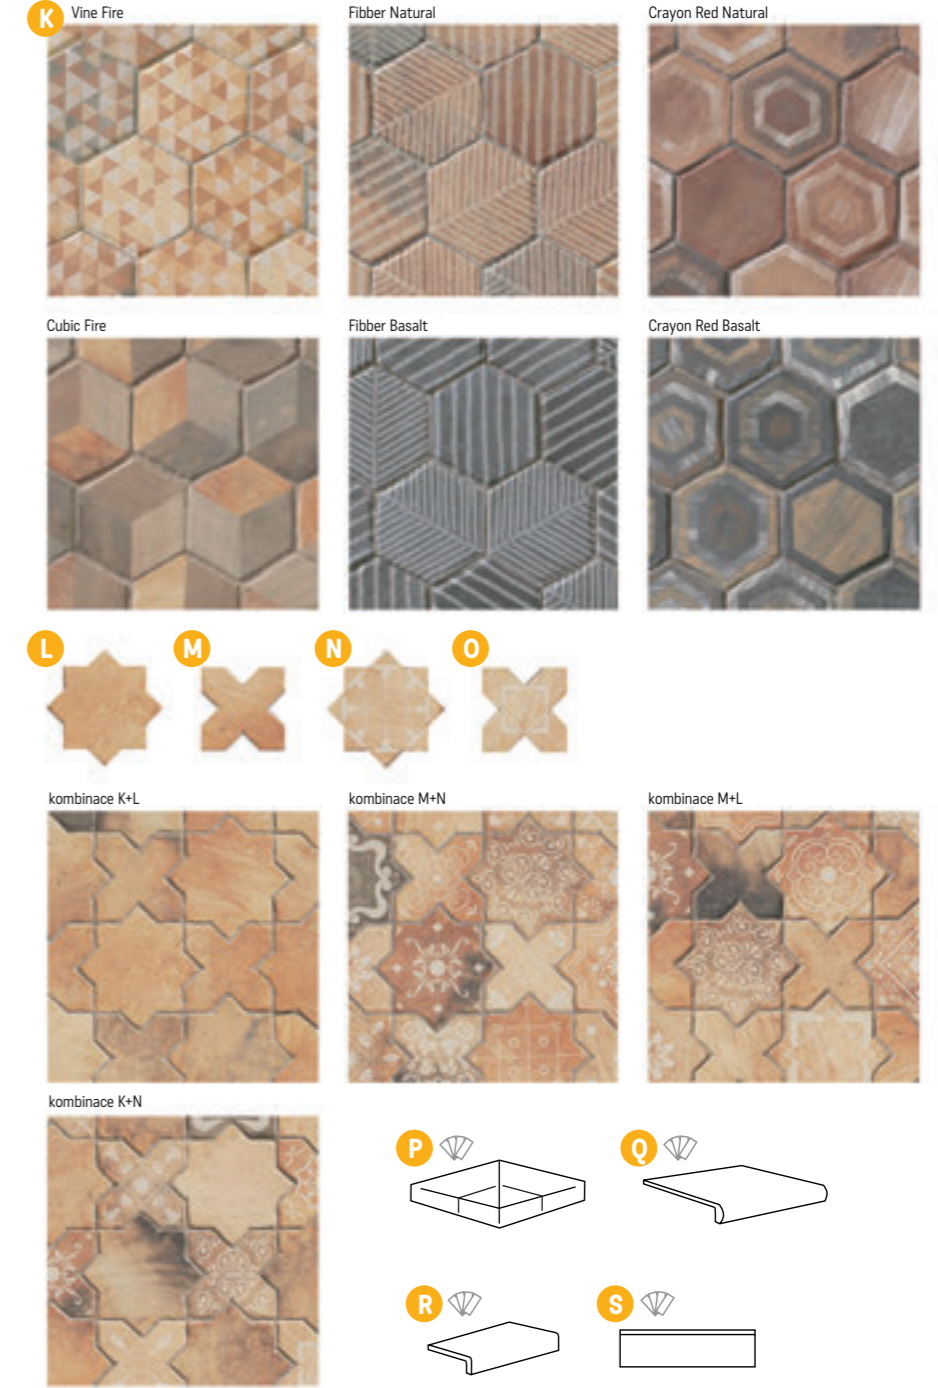 K Vine Fire Fibber Natural Crayon Red Natural
Cubic Fire Fibber Basalt Crayon Red Basalt
L M N O
kombinace K+L kombinace M+N kombinace M+L
kombinace K+N
P Q
R S